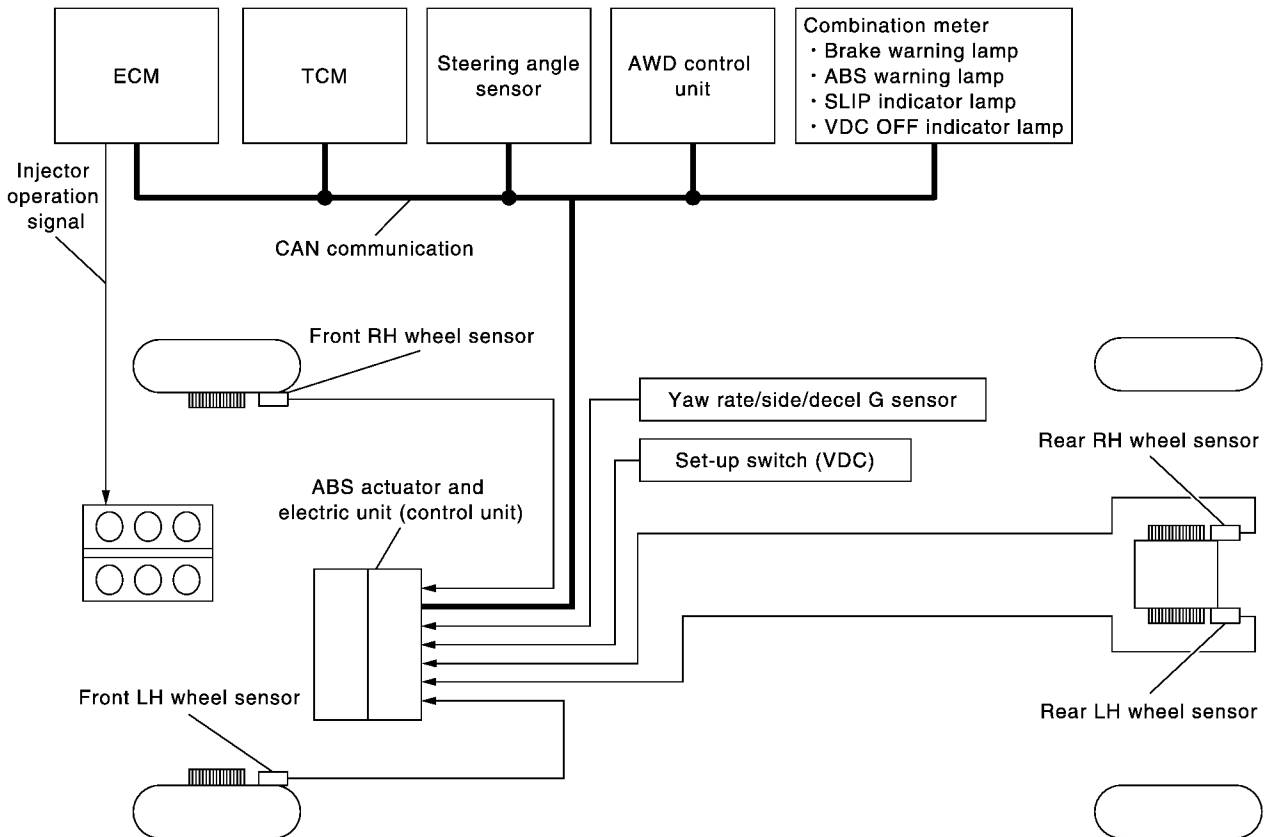 ECM
TCM
Steering angle
sensor
AWD control
unit
Combination meter
・Brake warning lamp
・ABS warning lamp
・SLIP indicator lamp
・VDC OFF indicator lamp
Injector
operation
signal
CAN communication
Front RH wheel sensor
Yaw rate/side/decel G sensor
Set-up switch (VDC)
Rear RH wheel sensor
ABS actuator and
electric unit (control unit)
Front LH wheel sensor
Rear LH wheel sensor